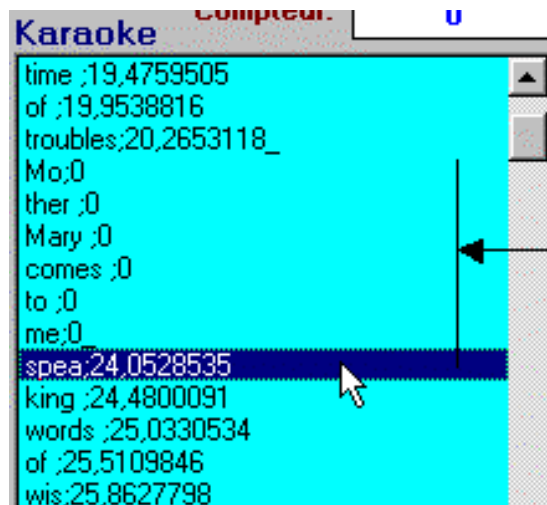 Compteur:
0
Karaoke
time ;19,4759505
of ;19,9538816
troubles;20,2653118_
Mo;0
ther ;0
Mary ;0
comes ;0
to ;0
me;0_
spea;24,0528535
king ;24,4800091
words ;25,0330534
of ;25,5109846
wis;25,8627798